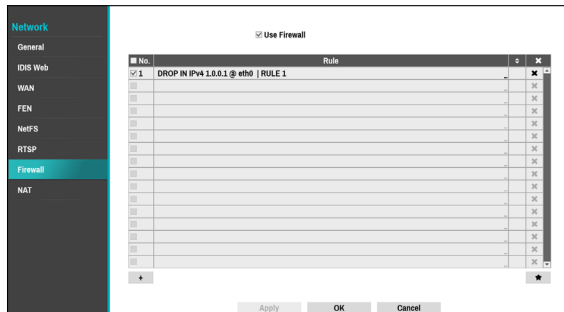 Network
General
IDIS Web
WAN
FEN
NetFS
RTSP
Firewall
NAT
Use Firewall
No. Rule
1 DROP IN IPv4 1.0.0.1 @ eth0 | RULE 1 ...
+
Apply OK Cancel